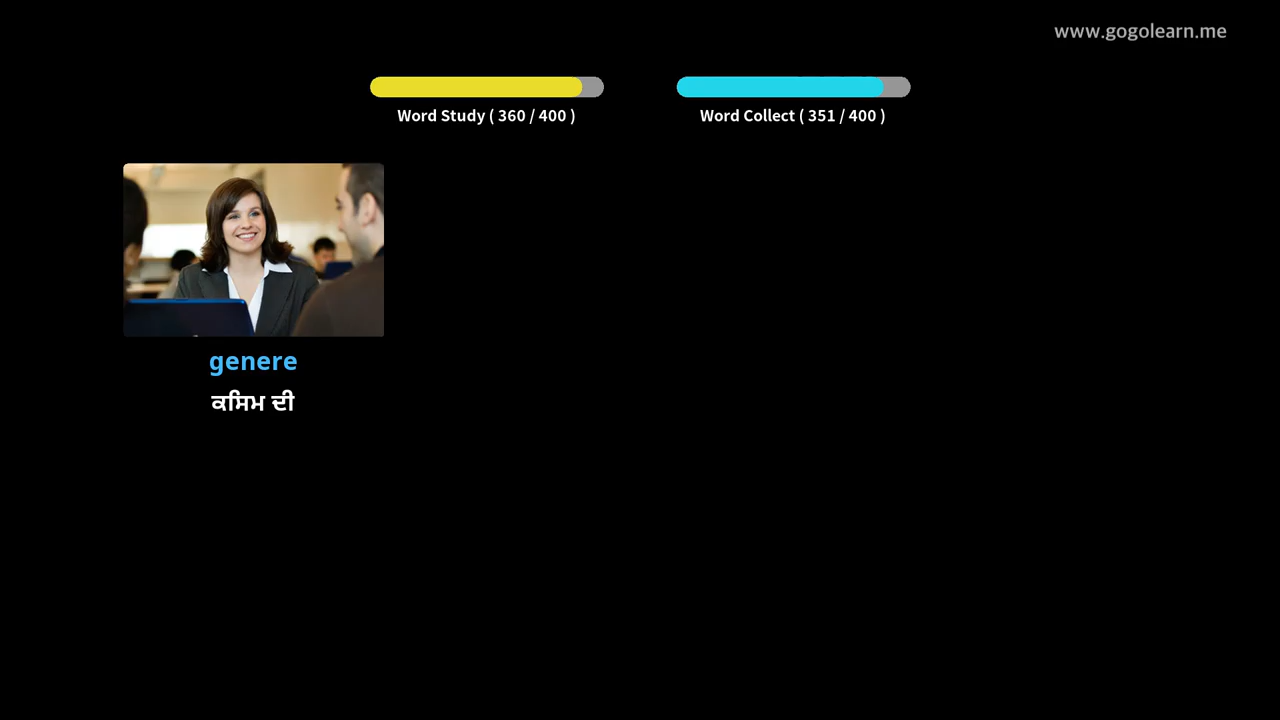 www.gogolearn.me
Word Study ( 360 / 400 )
Word Collect ( 351 / 400 )
genere
ਕਸਿਮ ਦੀ